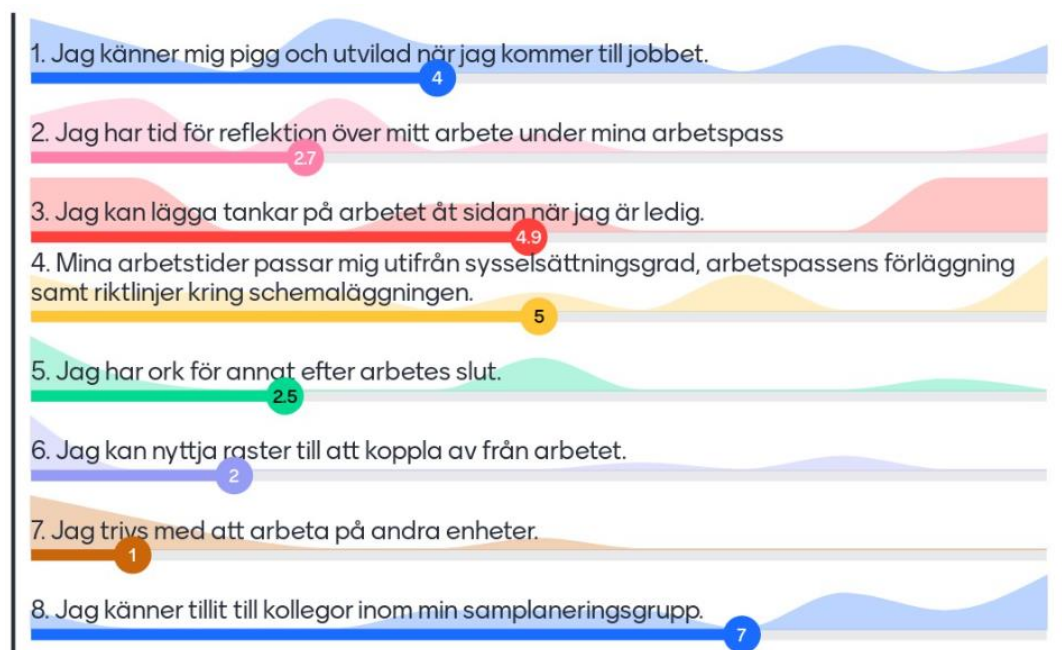 1. Jag känner mig pigg och utvilad när jag kommer till jobbet.
4
2. Jag har tid för reflektion över mitt arbete under mina arbetspass
2.7
3. Jag kan lägga tankar på arbetet åt sidan när jag är ledig.
4.9
4. Mina arbetstider passar mig utifrån sysselsättningsgrad, arbetspassens förläggning
samt riktlinjer kring schemaläggningen.
5
5. Jag har ork för annat efter arbetes slut.
2.5
6. Jag kan nyttja raster till att koppla av från arbetet.
2
7. Jag trivs med att arbeta på andra enheter.
1
8. Jag känner tillit till kollegor inom min samplaneringsgrupp.
7